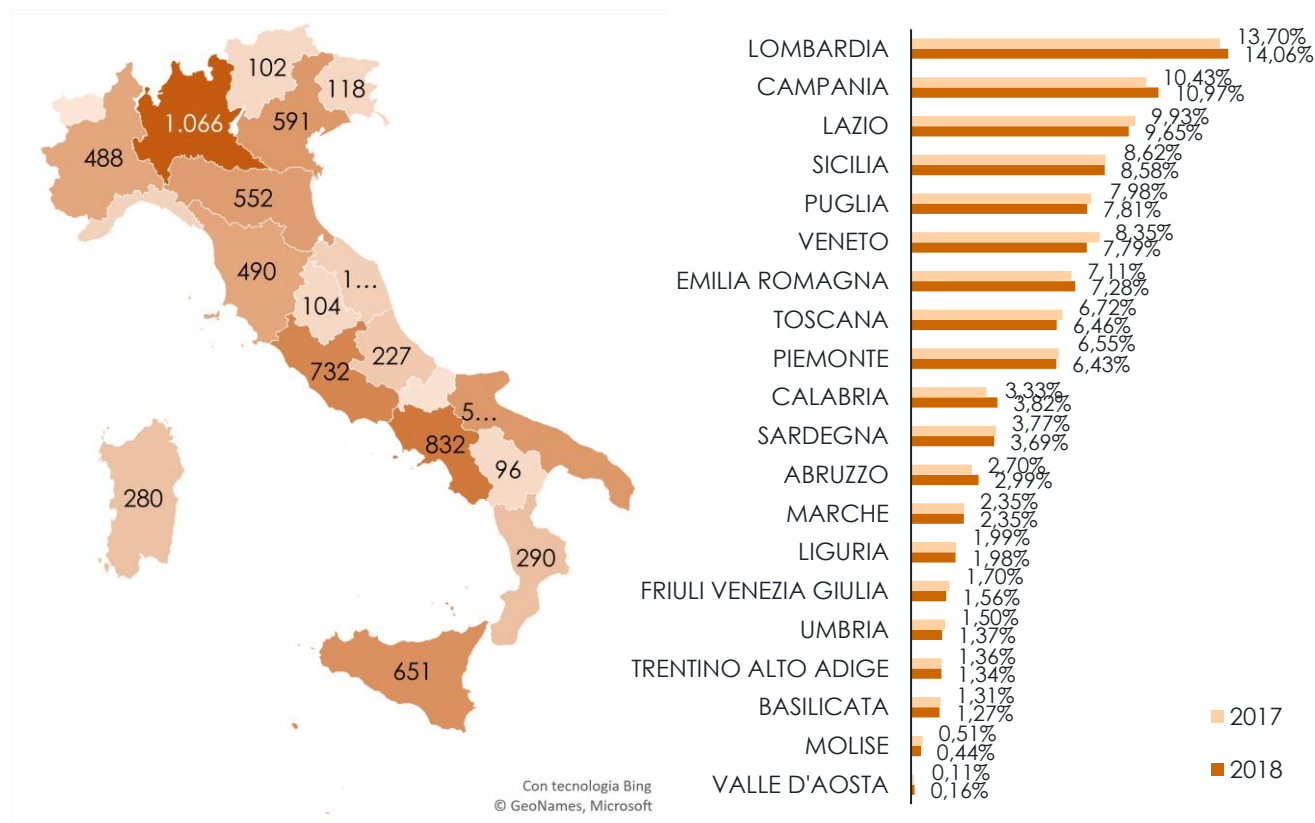 102
118
1.066
591
488
552
490
1...
104
227
732
5...
832
96
280
290
651
Con tecnologia Bing
© GeoNames, Microsoft
LOMBARDIA
13,70%
14,06%
CAMPANIA
10,43%
10,97%
LAZIO
9,93%
9,65%
SICILIA
8,62%
8,58%
PUGLIA
7,98%
7,81%
VENETO
8,35%
7,79%
EMILIA ROMAGNA
7,11%
7,28%
TOSCANA
6,72%
6,46%
PIEMONTE
6,55%
6,43%
CALABRIA
3,33%
3,82%
SARDEGNA
3,77%
3,69%
ABRUZZO
2,70%
2,99%
MARCHE
2,35%
2,35%
LIGURIA
1,99%
1,98%
FRIULI VENEZIA GIULIA
1,70%
1,56%
UMBRIA
1,50%
1,37%
TRENTINO ALTO ADIGE
1,36%
1,34%
BASILICATA
1,31%
1,27%
MOLISE
0,51%
0,44%
VALLE D'AOSTA
0,11%
0,16%
2017
2018